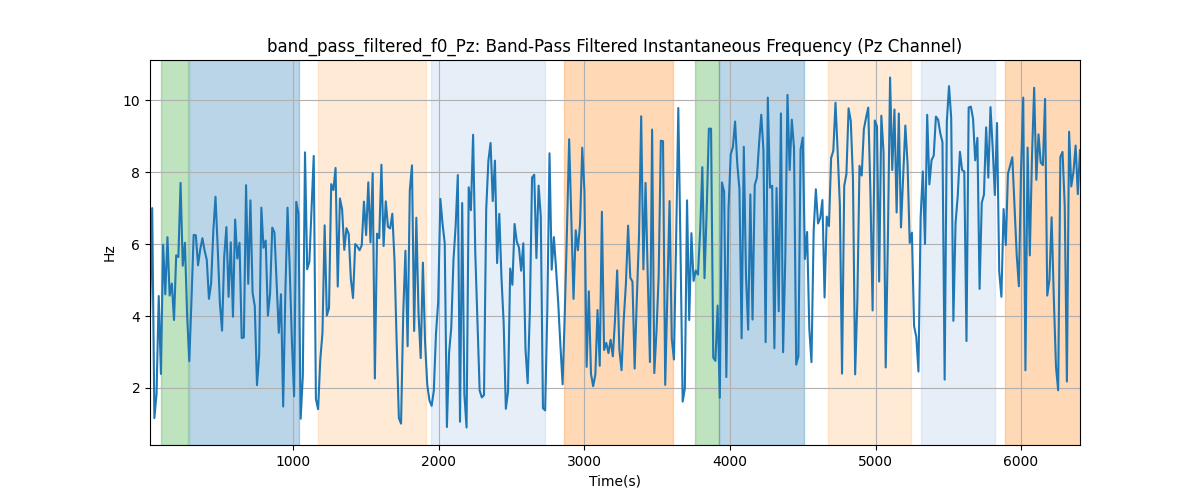 band_pass_filtered_f0_Pz: Band-Pass Filtered Instantaneous Frequency (Pz Channel)
10
8
6
4
2
Hz
1000 2000 3000 4000 5000 6000
Time(s)